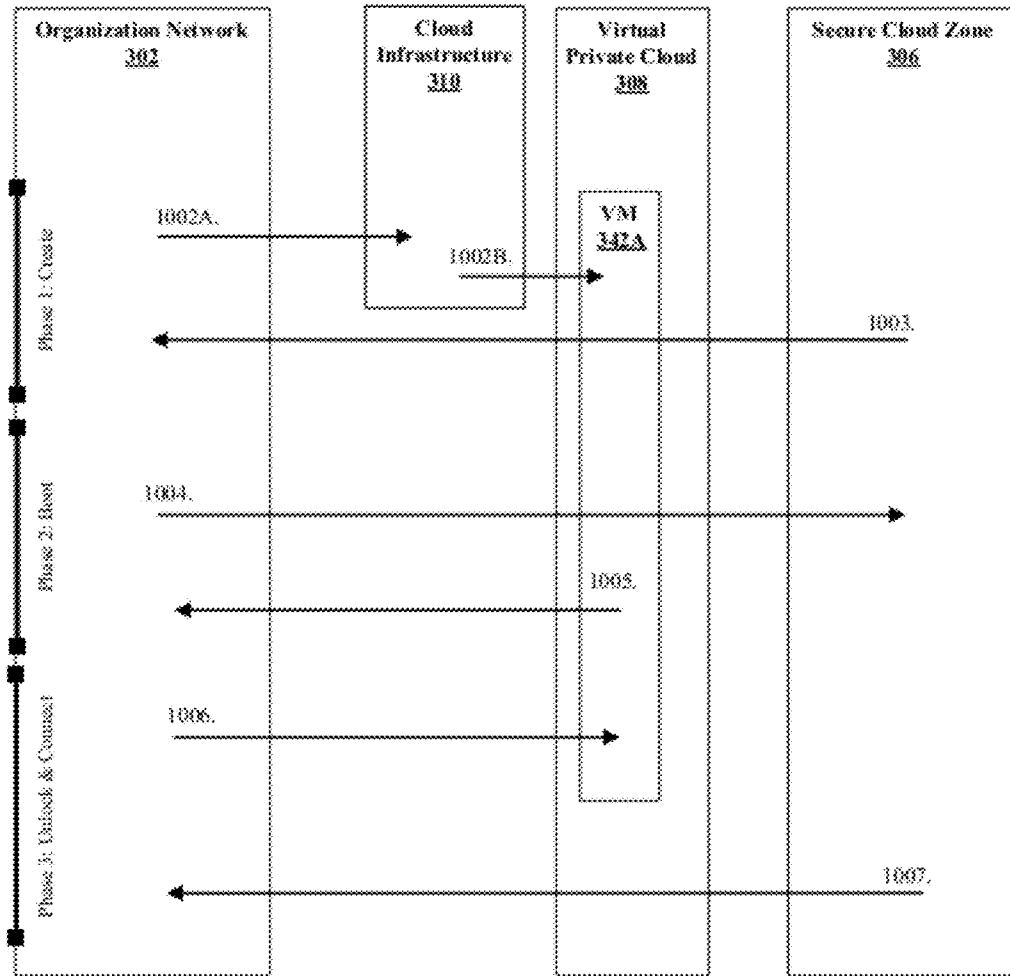 Organization Network
302
Cloud
Infrastructure
310
Virtual
Private Cloud
308
Secure Cloud Zone
306
VM
342A
Phase 1: Create
1002A.
1002B.
1003.
Phase 2: Boot
1004.
1005.
Phase 3: Unlock & Connect
1006.
1007.